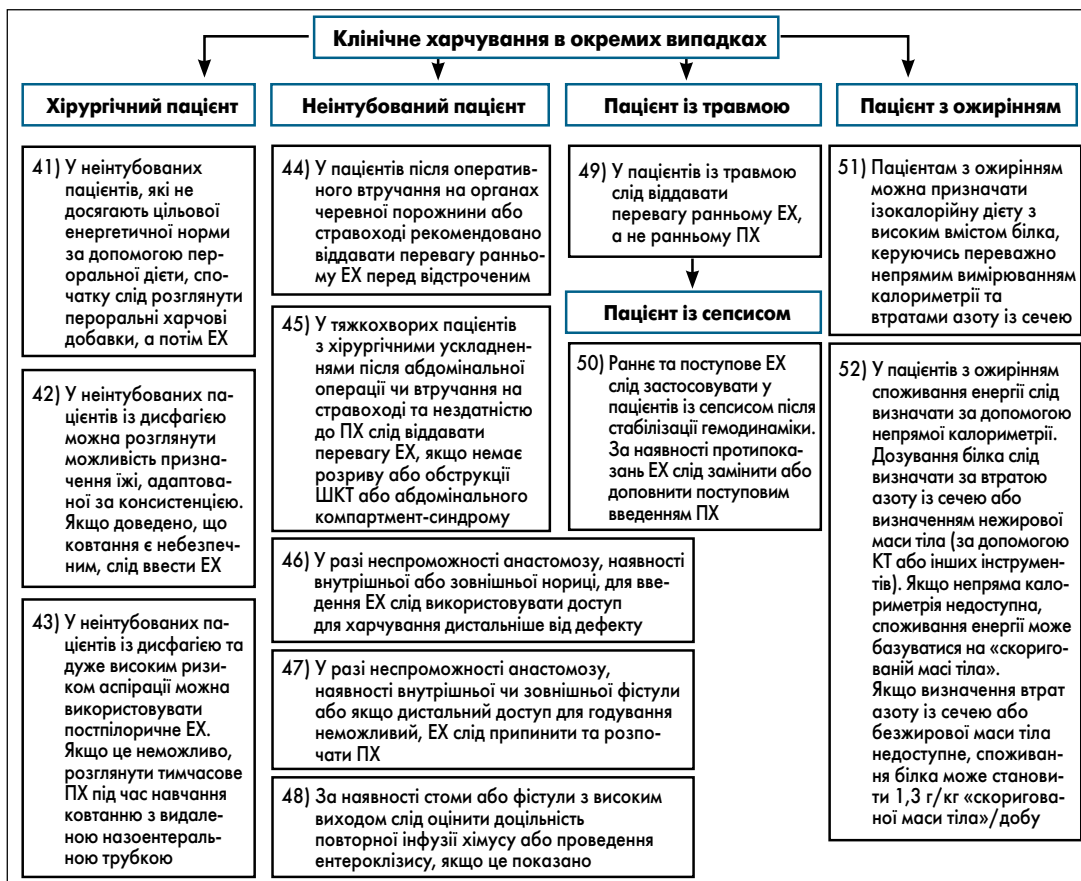 Клінічне харчування в окремих випадках
Хірургічний пацієнт
41) У неінтубованих
пацієнтів, які не
досягають цільової
енергетичної норми
за допомогою пер-
оральної дієти, спо-
чатку слід розглянути
пероральні харчові
добавки, а потім ЕХ
42) У неінтубованих па-
цієнтів із дисфагією
можна розглянути
можливість призна-
чення їжі, адаптова-
ної за консистенцією.
Якщо доведено, що
ковтання є небезпеч-
ним, слід ввести ЕХ
43) У неінтубованих па-
цієнтів із дисфагією та
дуже високим ризи-
ком аспірації можна
використовувати
постпілоричне ЕХ.
Якщо це неможливо,
розглянути тимчасове
ПХ під час навчання
ковтанню з видале-
ною назоентераль-
ною трубкою
Неінтубований пацієнт
44) У пацієнтів після оператив-
ного втручання на органах
черевної порожнини або
стравоході рекомендовано
віддавати перевагу ранньо-
му ЕХ перед відстроченим
45) У тяжкохворих пацієнтів
з хірургічними ускладнен-
нями після абдомінальної
операції чи втручання на
стравоході та нездатністю
до ПХ слід віддавати
перевагу ЕХ, якщо немає
розриву або обструкції
ШКТ або абдомінального
компартмент-синдрому
46) У разі неспроможності анастомозу, наявності
внутрішньої або зовнішньої нориці, для вве-
дення ЕХ слід використовувати доступ
для харчування дистальніше від дефекту
47) У разі неспроможності анастомозу,
наявності внутрішньої чи зовнішньої фістули
або якщо дистальний доступ для годування
неможливий, ЕХ слід припинити та розпо-
чати ПХ
48) За наявності стоми або фістули з високим
виходом слід оцінити доцільність
повторної інфузії хімусу або проведення
ентероклізису, якщо це показано
Пацієнт із травмою
49) У пацієнтів із травмою
слід віддавати
перевагу ранньому ЕХ,
а не ранньому ПХ
Пацієнт із сепсисом
50) Раннє та поступове ЕХ
слід застосовувати у
пацієнтів із сепсисом після
стабілізації гемодинаміки.
За наявності протипока-
зань ЕХ слід замінити або
доповнити поступовим
введенням ПХ
Пацієнт з ожирінням
51) Пацієнтам з ожирінням
можна призначати
ізокалорійну дієту з
високим вмістом білка,
керуючись переважно
непрямим вимірюванням
калориметрії та
втратами азоту із сечею
52) У пацієнтів з ожирінням
споживання енергії слід
визначати за допомогою
непрямої калориметрії.
Дозування білка слід
визначати за втратою
азоту із сечею або
визначенням нежирової
маси тіла (за допомогою
КТ або інших інструмен-
тів). Якщо непряма кало-
риметрія недоступна,
споживання енергії може
базуватися на «скориго-
ваній масі тіла».
Якщо визначення втрат
азоту із сечею або
безжирової маси тіла
недоступне, споживан-
ня білка може станови-
ти 1,3 г/кг «скоригова-
ної маси тіла»/добу